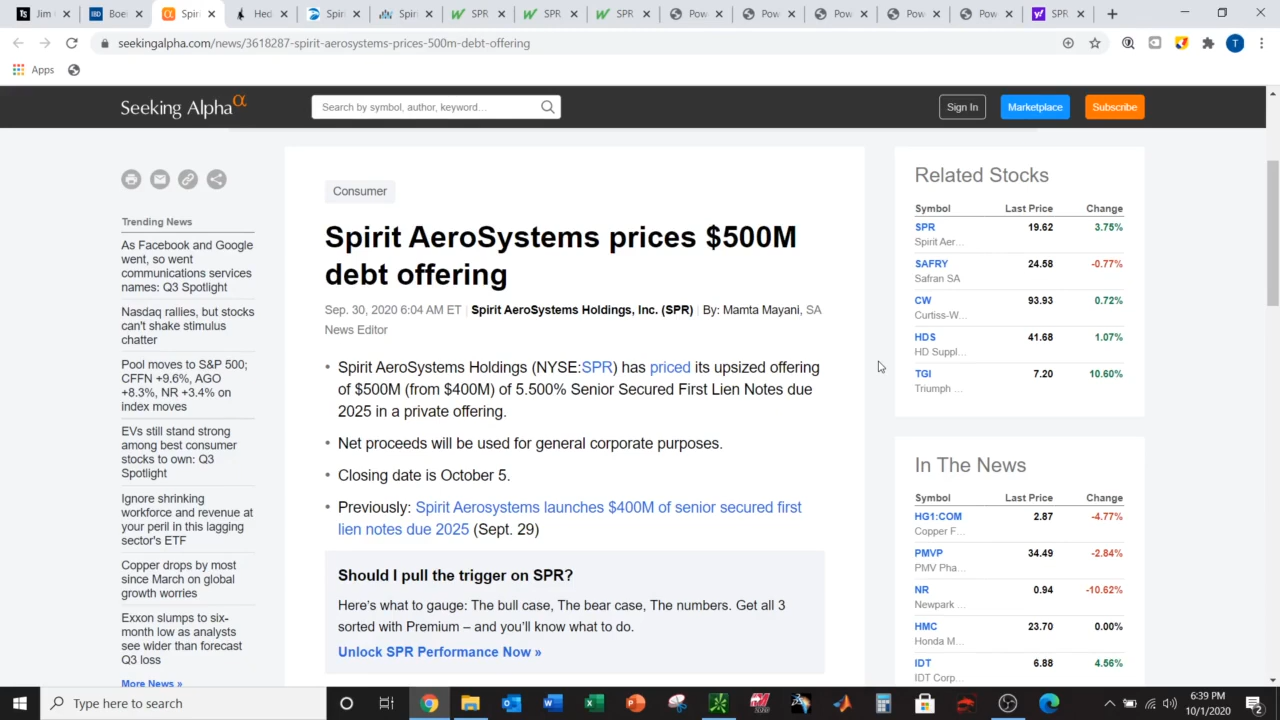 Boe
Spiri
Hed
Spiri
Spiri
SPR
SPR
SPR
Pow
Pow
Pow
Pow
Pow
SPR
seekingalpha.com/news/3618287-spirit-aerosystems-prices-500m-debt-offering
T
Apps
Seeking Alpha α
Search by symbol, author, keyword...
Sign In
Marketplace
Subscribe
Trending News
As Facebook and Google
went, so went
communications services
names: Q3 Spotlight
Nasdaq rallies, but stocks
can't shake stimulus
chatter
Pool moves to S&P 500;
CFFN +9.6%, AGO
+8.3%, NR +3.4% on
index moves
EVs still stand strong
among best consumer
stocks to own: Q3
Spotlight
Ignore shrinking
workforce and revenue at
your peril in this lagging
sector's ETF
Copper drops by most
since March on global
growth worries
Exxon slumps to six-
month low as analysts
see wider than forecast
Q3 loss
More News »
Consumer
Spirit AeroSystems prices $500M
debt offering
Sep. 30, 2020 6:04 AM ET | Spirit AeroSystems Holdings, Inc. (SPR) | By: Mamta Mayani, SA
News Editor
• Spirit AeroSystems Holdings (NYSE:SPR) has priced its upsized offering
of $500M (from $400M) of 5.500% Senior Secured First Lien Notes due
2025 in a private offering.
• Net proceeds will be used for general corporate purposes.
• Closing date is October 5.
• Previously: Spirit Aerosystems launches $400M of senior secured first
lien notes due 2025 (Sept. 29)
Should I pull the trigger on SPR?
Here's what to gauge: The bull case, The bear case, The numbers. Get all 3
sorted with Premium – and you'll know what to do.
Unlock SPR Performance Now »
Related Stocks
Symbol Last Price Change
SPR 19.62 3.75%
Spirit Aer...
SAFRY 24.58 -0.77%
Safran SA
CW 93.93 0.72%
Curtiss-W...
HDS 41.68 1.07%
HD Suppl...
TGI 7.20 10.60%
Triumph ...
In The News
Symbol Last Price Change
HG1:COM 2.87 -4.77%
Copper F...
PMVP 34.49 -2.84%
PMV Pha...
NR 0.94 -10.62%
Newpark ...
HMC 23.70 0.00%
Honda M...
IDT 6.88 4.56%
IDT Corp...
Type here to search
6:39 PM
10/1/2020
2